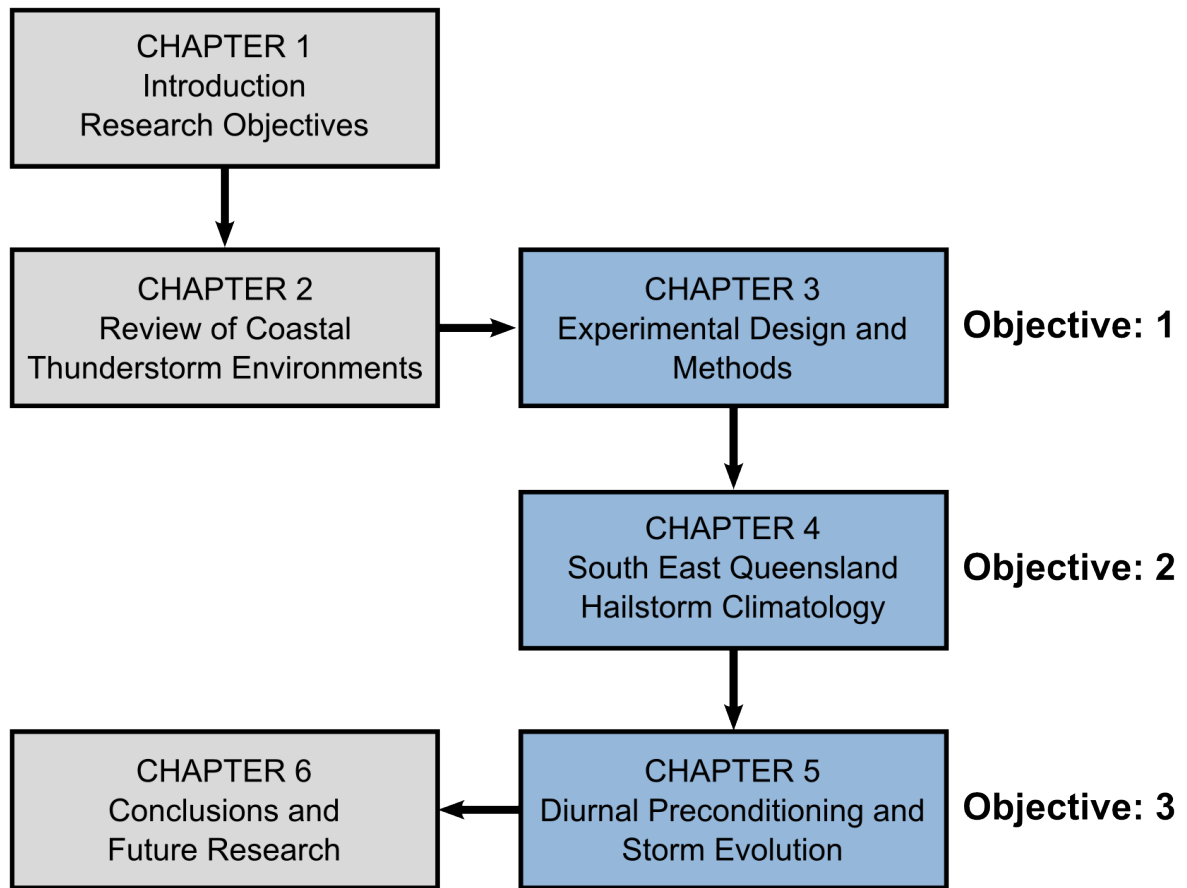 CHAPTER 1
Introduction
Research Objectives
CHAPTER 2
Review of Coastal
Thunderstorm Environments
CHAPTER 3
Experimental Design and
Methods
Objective: 1
CHAPTER 4
South East Queensland
Hailstorm Climatology
Objective: 2
CHAPTER 5
Diurnal Preconditioning and
Storm Evolution
Objective: 3
CHAPTER 6
Conclusions and
Future Research